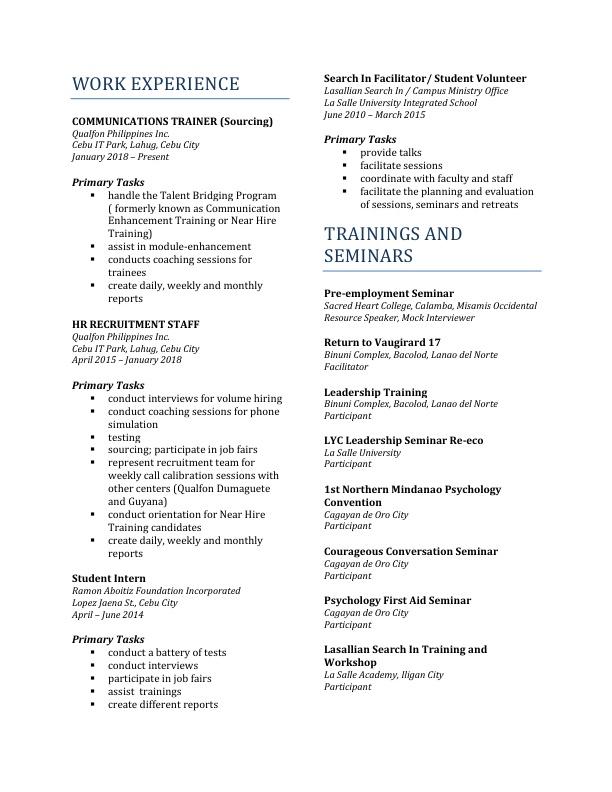 WORK EXPERIENCE
COMMUNICATIONS TRAINER (Sourcing)
Qualfon Philippines Inc.
Cebu IT Park, Lahug, Cebu City
January 2018 – Present
Primary Tasks
▪ handle the Talent Bridging Program
( formerly known as Communication
Enhancement Training or Near Hire
Training)
▪ assist in module-enhancement
▪ conducts coaching sessions for
trainees
▪ create daily, weekly and monthly
reports
HR RECRUITMENT STAFF
Qualfon Philippines Inc.
Cebu IT Park, Lahug, Cebu City
April 2015 – January 2018
Primary Tasks
▪ conduct interviews for volume hiring
▪ conduct coaching sessions for phone
simulation
▪ testing
▪ sourcing; participate in job fairs
▪ represent recruitment team for
weekly call calibration sessions with
other centers (Qualfon Dumaguete
and Guyana)
▪ conduct orientation for Near Hire
Training candidates
▪ create daily, weekly and monthly
reports
Student Intern
Ramon Aboitiz Foundation Incorporated
Lopez Jaena St., Cebu City
April – June 2014
Primary Tasks
▪ conduct a battery of tests
▪ conduct interviews
▪ participate in job fairs
▪ assist trainings
▪ create different reports
Search In Facilitator/ Student Volunteer
Lasallian Search In / Campus Ministry Office
La Salle University Integrated School
June 2010 – March 2015
Primary Tasks
▪ provide talks
▪ facilitate sessions
▪ coordinate with faculty and staff
▪ facilitate the planning and evaluation
of sessions, seminars and retreats
TRAININGS AND
SEMINARS
Pre-employment Seminar
Sacred Heart College, Calamba, Misamis Occidental
Resource Speaker, Mock Interviewer
Return to Vaugirard 17
Binuni Complex, Bacolod, Lanao del Norte
Facilitator
Leadership Training
Binuni Complex, Bacolod, Lanao del Norte
Participant
LYC Leadership Seminar Re-eco
La Salle University
Participant
1st Northern Mindanao Psychology
Convention
Cagayan de Oro City
Participant
Courageous Conversation Seminar
Cagayan de Oro City
Participant
Psychology First Aid Seminar
Cagayan de Oro City
Participant
Lasallian Search In Training and
Workshop
La Salle Academy, Iligan City
Participant